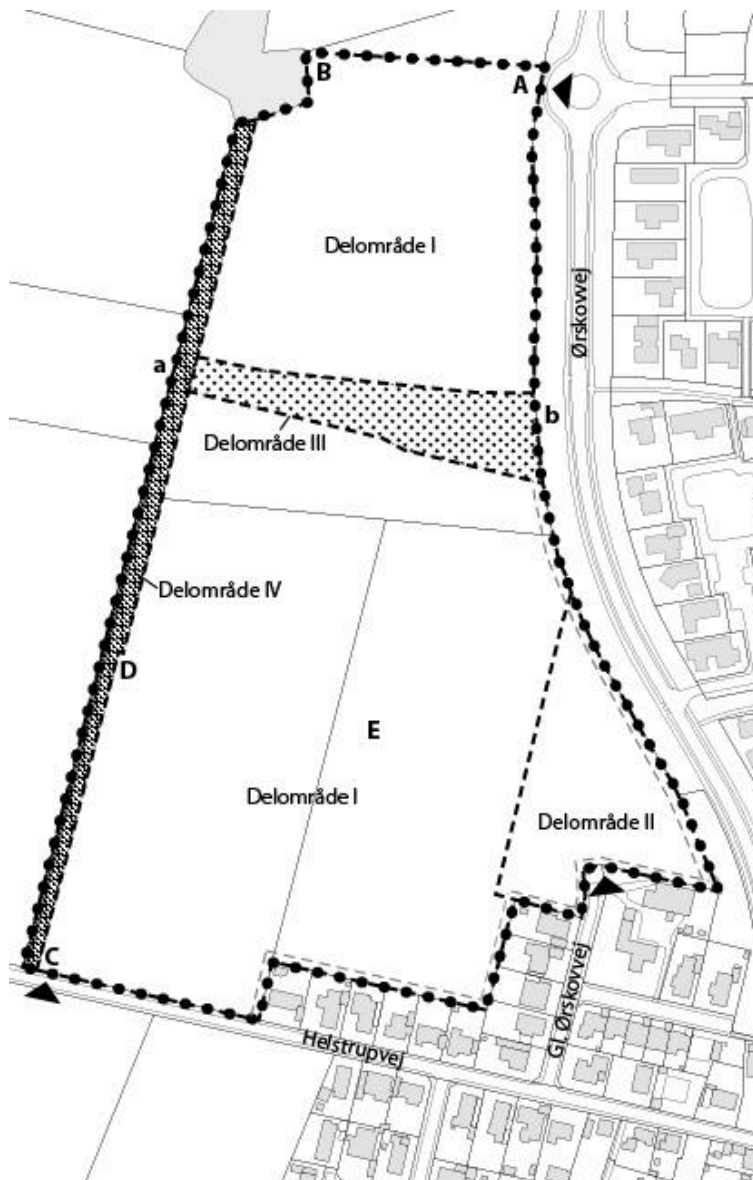 B
A
Delområde I
Ørskovvej
a
b
Delområde III
Delområde IV
D
E
Delområde I
Delområde II
C
Gl. Ørskovvej
Helstrupvej